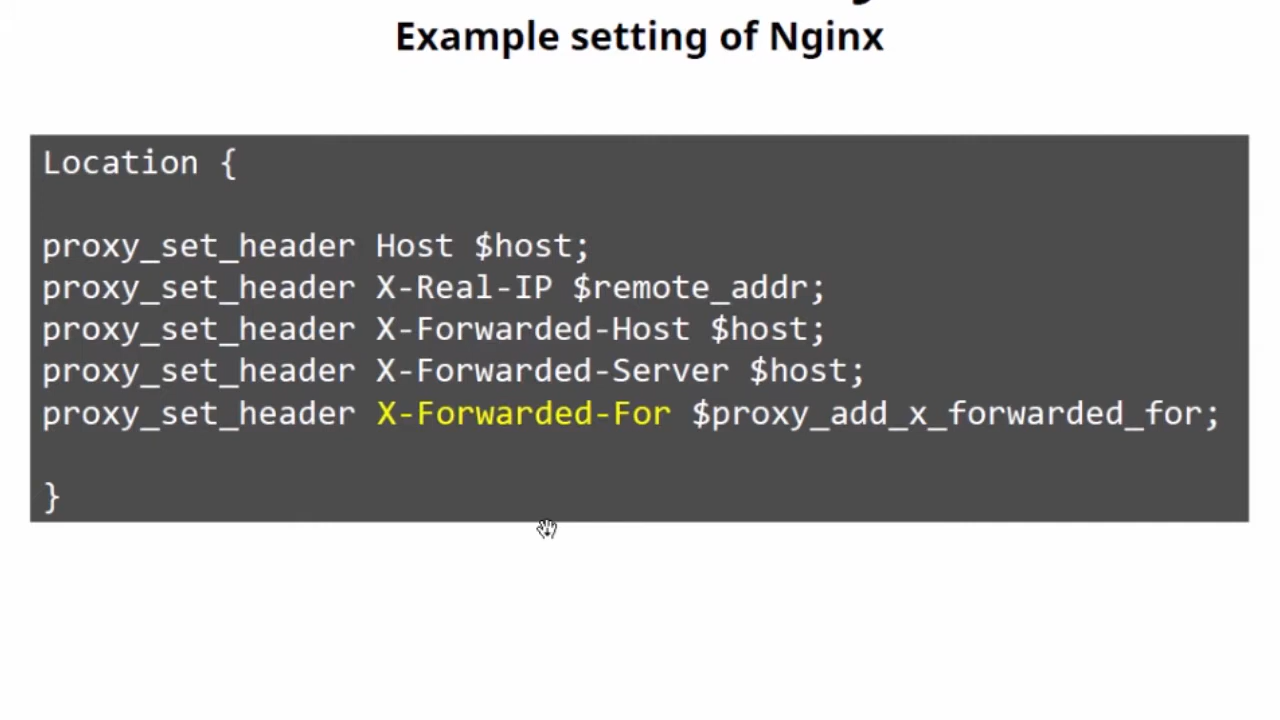 Example setting of Nginx
Location {
proxy_set_header Host $host;
proxy_set_header X-Real-IP $remote_addr;
proxy_set_header X-Forwarded-Host $host;
proxy_set_header X-Forwarded-Server $host;
proxy_set_header X-Forwarded-For $proxy_add_x_forwarded_for;
}